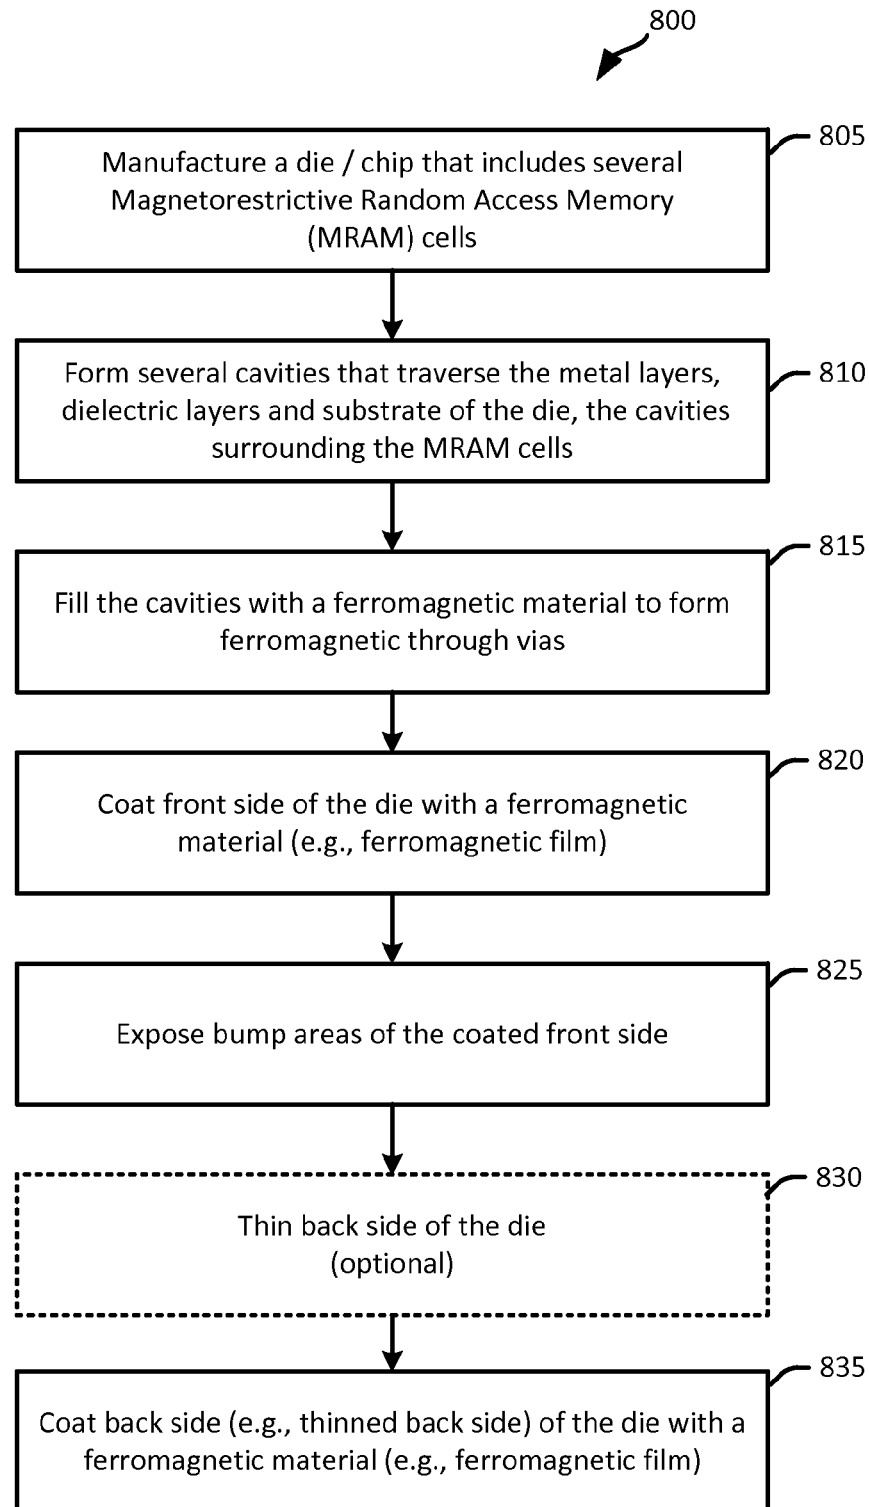 800
805
Manufacture a die / chip that includes several
Magnetorestrictive Random Access Memory
(MRAM) cells
810
Form several cavities that traverse the metal layers,
dielectric layers and substrate of the die, the cavities
surrounding the MRAM cells
815
Fill the cavities with a ferromagnetic material to form
ferromagnetic through vias
820
Coat front side of the die with a ferromagnetic
material (e.g., ferromagnetic film)
825
Expose bump areas of the coated front side
830
Thin back side of the die
(optional)
835
Coat back side (e.g., thinned back side) of the die with a
ferromagnetic material (e.g., ferromagnetic film)